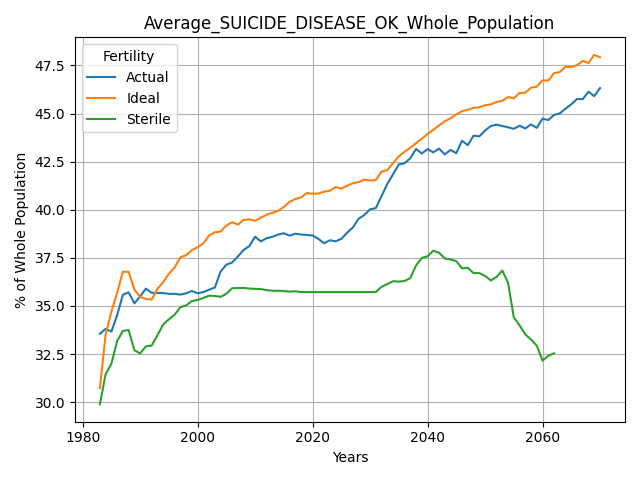 Average_SUICIDE_DISEASE_OK_Whole_Population
Fertility
Actual
Ideal
Sterile
47.5
45.0
42.5
40.0
37.5
35.0
32.5
30.0
% of Whole Population
1980 2000 2020 2040 2060
Years